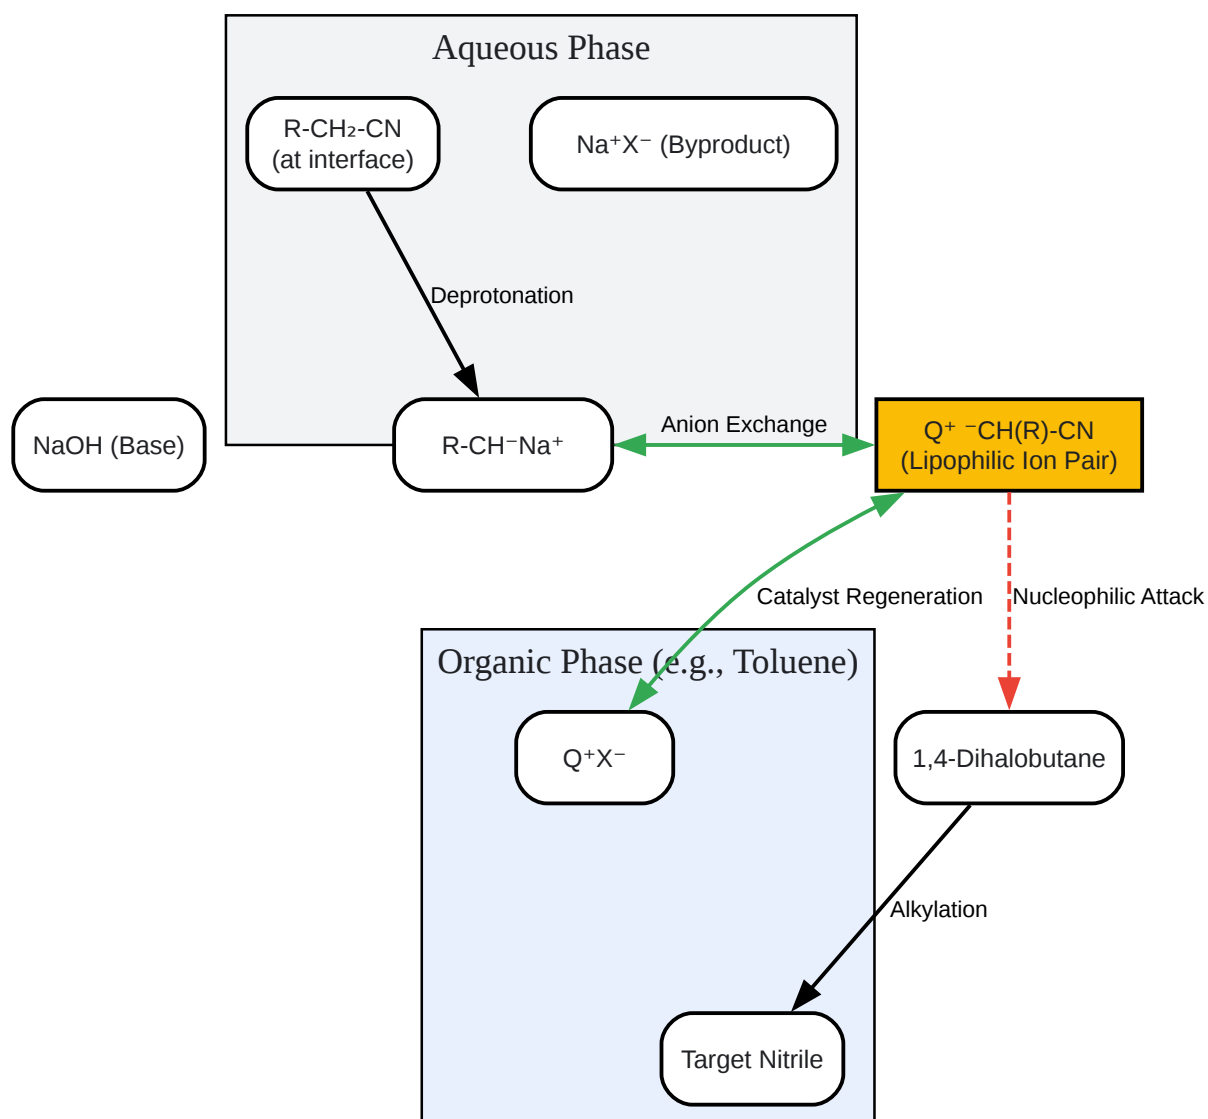 Aqueous Phase
R-CH₂-CN
(at interface)
Na⁺X⁻ (Byproduct)
Deprotonation
NaOH (Base)
R-CH⁻Na⁺
Anion Exchange
Q⁺ ⁻CH(R)-CN
(Lipophilic Ion Pair)
Catalyst Regeneration
Nucleophilic Attack
Organic Phase (e.g., Toluene)
Q⁺X⁻
1,4-Dihalobutane
Alkylation
Target Nitrile